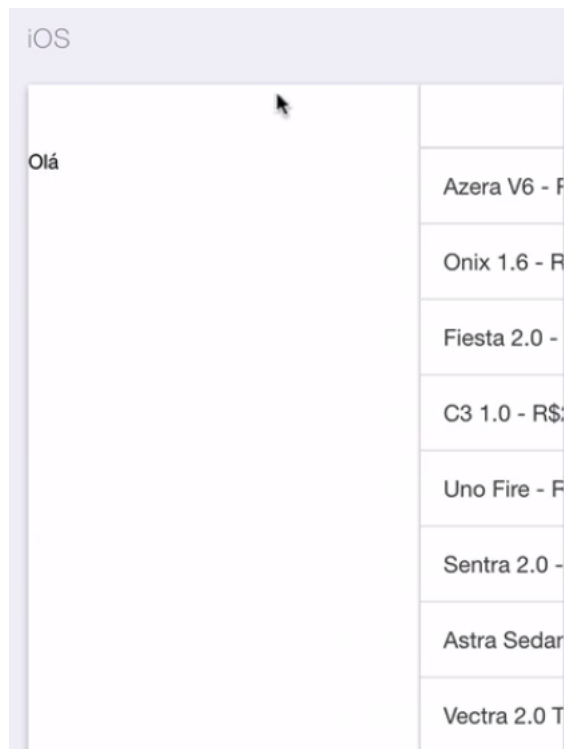 iOS
Olá
Azera V6 -
Onix 1.6 -
Fiesta 2.0 -
C3 1.0 - R$
Uno Fire -
Sentra 2.0 -
Astra
Vectra 2.0